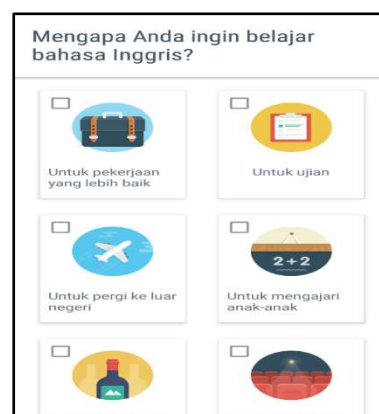 Mengapa Anda ingin belajar
bahasa Inggris?
Untuk pekerjaan
yang lebih baik
Untuk ujian
Untuk pergi ke luar
negeri
2+2
Untuk mengajari
anak-anak